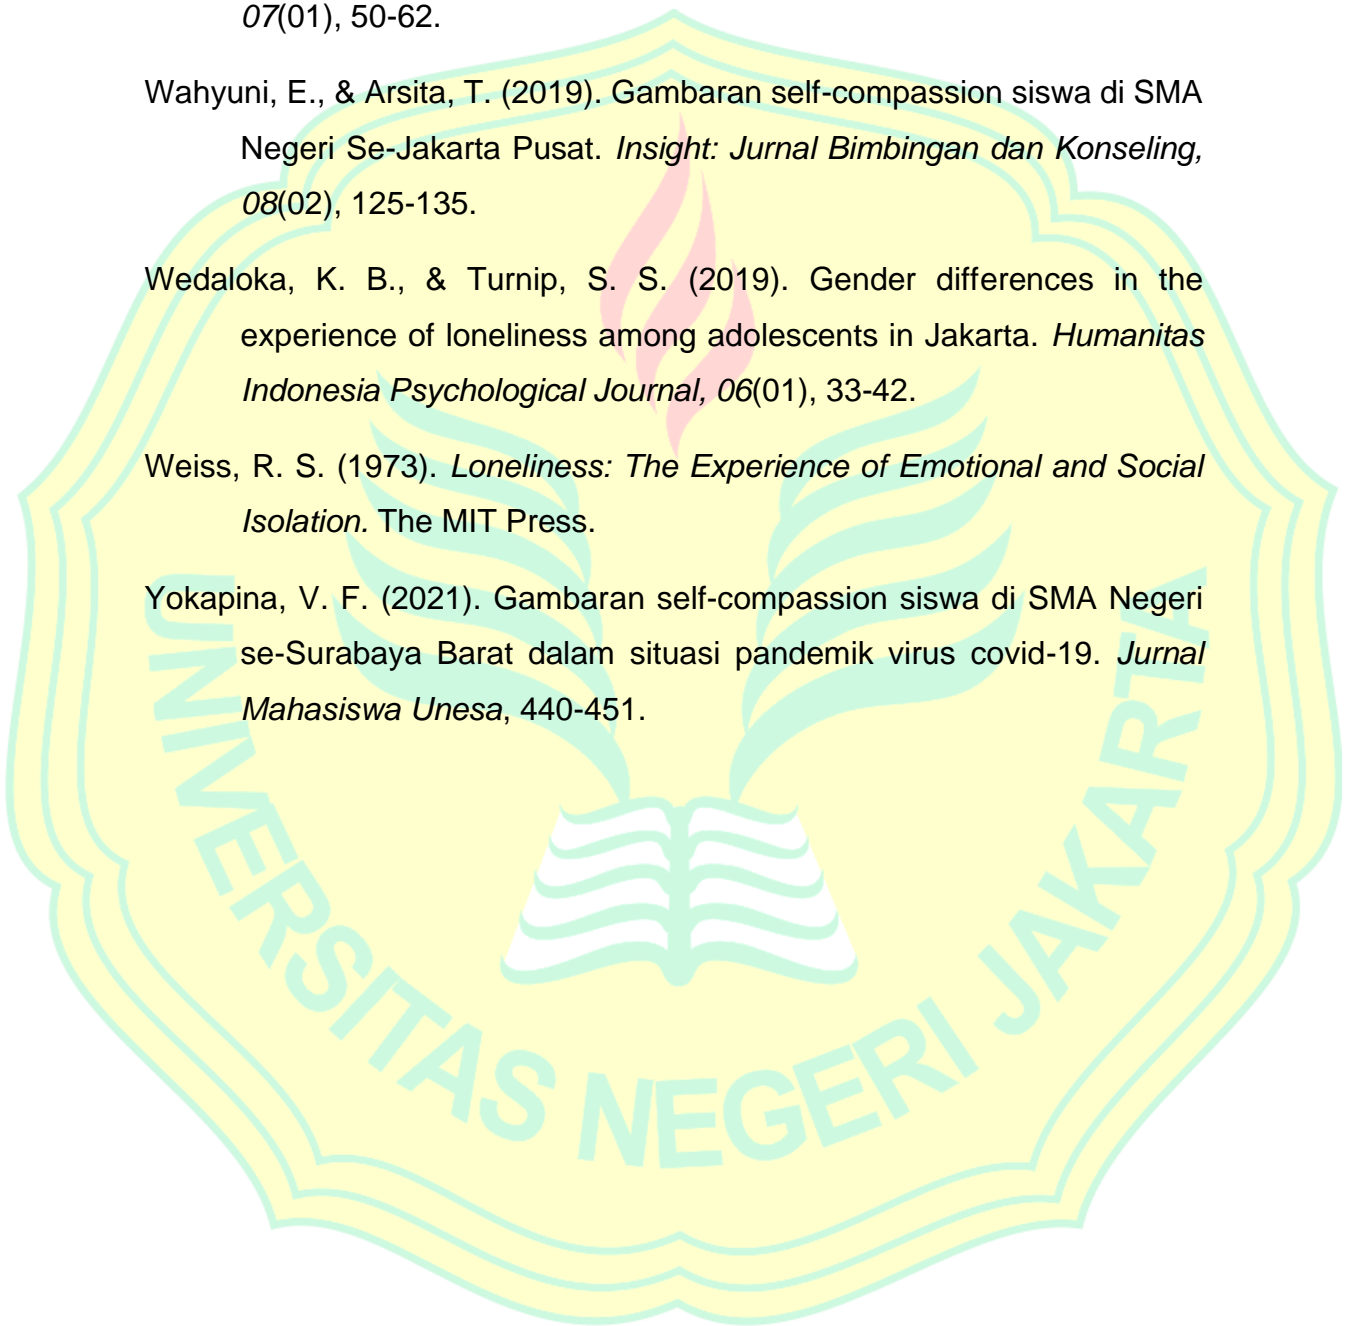 07(01), 50-62.
Wahyuni, E., & Arsita, T. (2019). Gambaran self-compassion siswa di SMA
Negeri Se-Jakarta Pusat. Insight: Jurnal Bimbingan dan Konseling,
08(02), 125-135.
Wedaloka, K. B., & Turnip, S. S. (2019). Gender differences in the
experience of loneliness among adolescents in Jakarta. Humanitas
Indonesia Psychological Journal, 06(01), 33-42.
Weiss, R. S. (1973). Loneliness: The Experience of Emotional and Social
Isolation. The MIT Press.
Yokapina, V. F. (2021). Gambaran self-compassion siswa di SMA Negeri
se-Surabaya Barat dalam situasi pandemik virus covid-19. Jurnal
Mahasiswa Unesa, 440-451.
UNIVERSITAS NEGERI JAKARTA